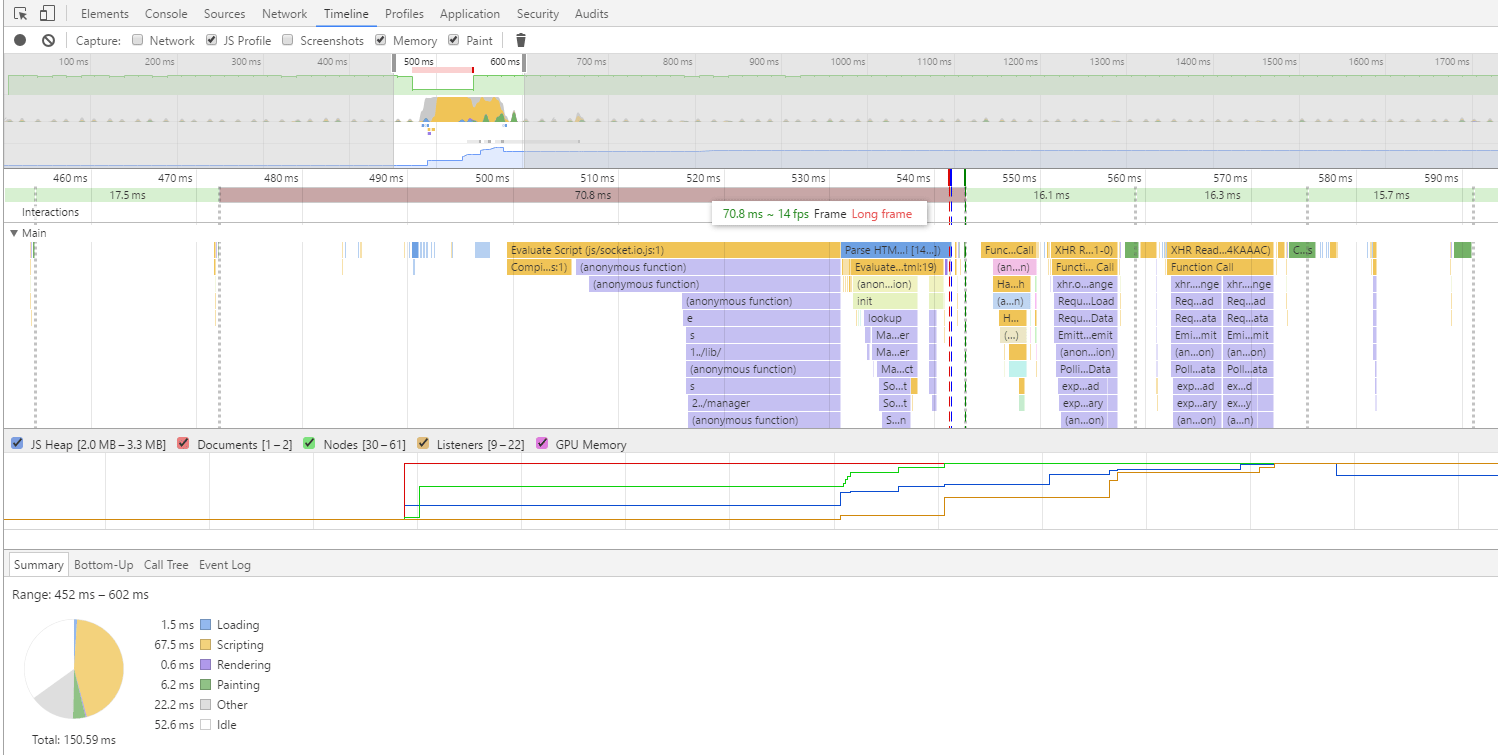 Elements Console Sources Network Timeline Profiles Application Security Audits
Capture: Network JS Profile Screenshots Memory Paint
100 ms 200 ms 300 ms 400 ms 500 ms 600 ms 700 ms 800 ms 900 ms 1000 ms 1100 ms 1200 ms 1300 ms 1400 ms 1500 ms 1600 ms 1700 ms
460 ms 470 ms 480 ms 490 ms 500 ms 510 ms 520 ms 530 ms 540 ms 550 ms 560 ms 570 ms 580 ms 590 ms
17.5 ms 70.8 ms 16.1 ms 16.3 ms 15.7 ms
Interactions
70.8 ms ~ 14 fps Frame Long frame
Main
Evaluate Script (js/socket.io.js:1) Parse HTM...l [14...]) Func...Call XHR R...1-0) XHR Read...4KAAAC) C...s
Compi...s:1) (anonymous function) Evaluate...tml:19) (an...n) Functi... Call Function Call
(anonymous function) (anon...ion) Ha...h xhr.o...ange xhr....nge xhr....nge
(anonymous function) init (a...n) Requ...Load Req...ad Req...ad
e lookup H... Requ...Data Req...ata Req...ata
s Ma...er (...) Emitt...emit Emi...mit Emi...mit
1../lib/ Ma...er (anon...ion) (an...on) (an...on)
(anonymous function) Ma...ct Polli...Data Poll...ata Poll...ata
s So...t exp...ad exp...ad ex...d
2../manager So...t exp...ary exp...ary ex...y
(anonymous function) S...n (an...on) (an...on) (a...n)
JS Heap [2.0 MB – 3.3 MB] Documents [1 – 2] Nodes [30 – 61] Listeners [9 – 22] GPU Memory
Summary Bottom-Up Call Tree Event Log
Range: 452 ms – 602 ms
1.5 ms Loading
67.5 ms Scripting
0.6 ms Rendering
6.2 ms Painting
22.2 ms Other
52.6 ms Idle
Total: 150.59 ms